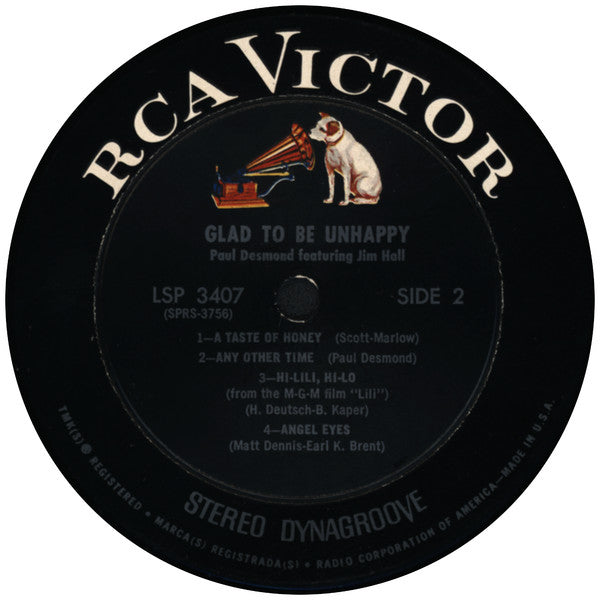 RCA VICTOR
GLAD TO BE UNHAPPY
Paul Desmond featuring Jim Hall
LSP 3407 SIDE 2
(SPRS-3756)
1—A TASTE OF HONEY (Scott-Marlow)
2—ANY OTHER TIME (Paul Desmond)
3—HI-LILI, HI-LO
(from the M-G-M film "Lili")
(H. Deutsch-B. Kaper)
4—ANGEL EYES
(Matt Dennis-Earl K. Brent)
STEREO DYNAGROOVE
TMK(S) ® REGISTERED • MARCA(S) REGISTRADA(S) • RADIO CORPORATION OF AMERICA—MADE IN U.S.A.